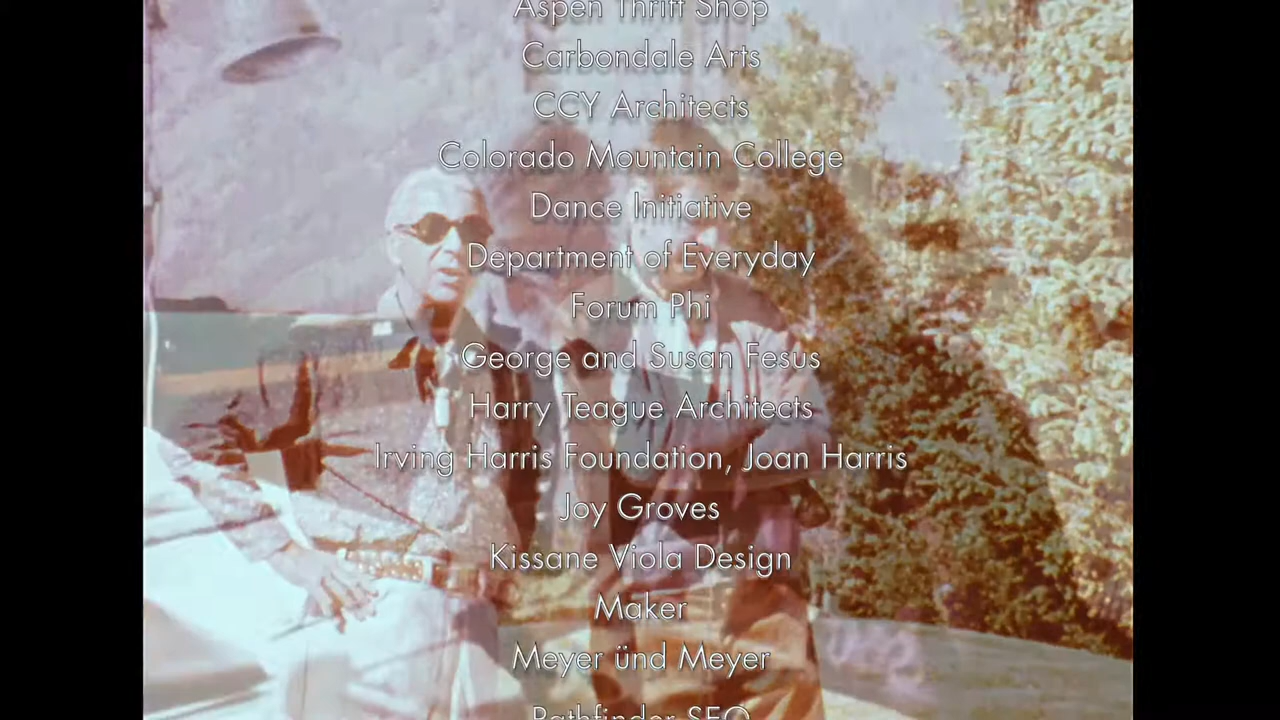 Aspen Thrift Shop
Carbondale Arts
CCY Architects
Colorado Mountain College
Dance Initiative
Department of Everyday
Forum Phi
George and Susan Fesus
Harry Teague Architects
Irving Harris Foundation, Joan Harris
Joy Groves
Kissane Viola Design
Maker
Meyer ünd Meyer
Pathfinder SEO